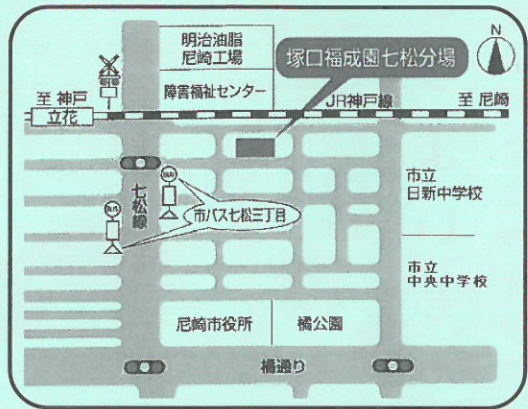 明治油脂
尼崎工場
塚口福成園七松分場
N
障害福祉センター
至 神戸
立花
JR神戸線
至 尼崎
七松線
BUS
市バス七松三丁目
BUS
市立
日新中学校
市立
中央中学校
尼崎市役所
橘公園
橘通り